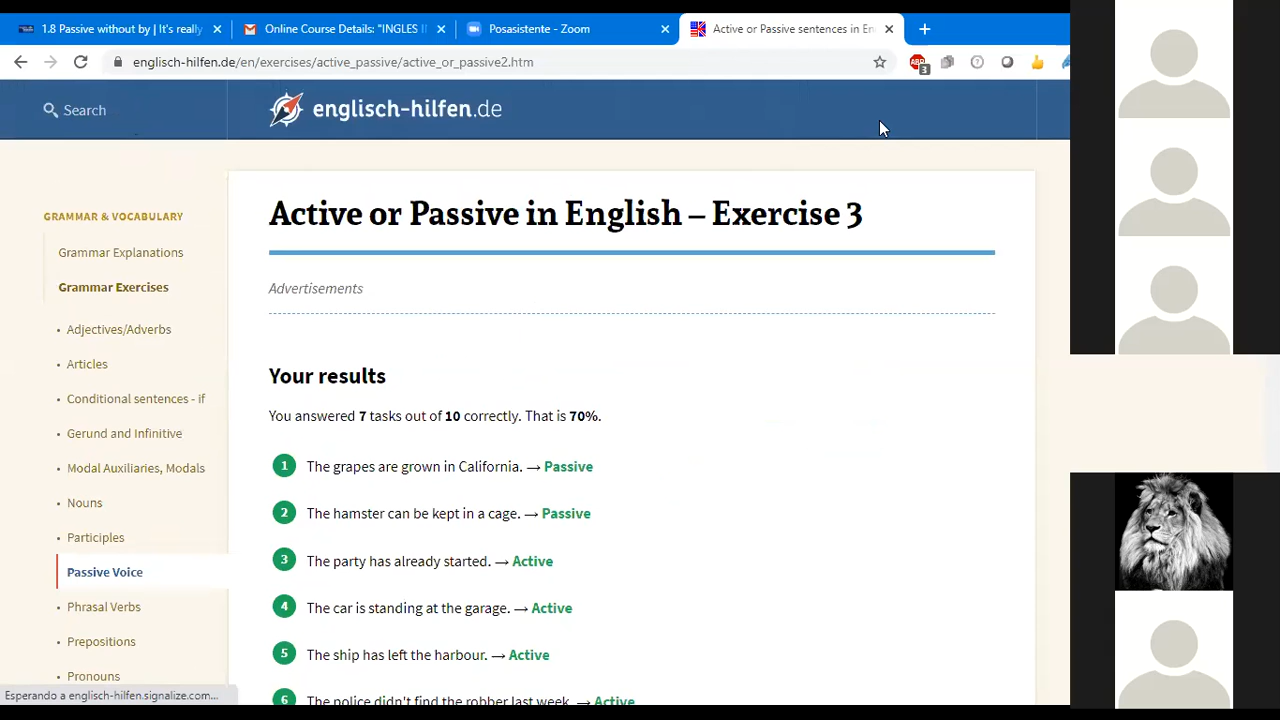 1.8 Passive without by | It's really
Online Course Details: "INGLES II
Posasistente - Zoom
Active or Passive sentences in En
englisch-hilfen.de/en/exercises/active_passive/active_or_passive2.htm
ABP
3
Search
englisch-hilfen.de
GRAMMAR & VOCABULARY
Grammar Explanations
Grammar Exercises
• Adjectives/Adverbs
• Articles
• Conditional sentences - if
• Gerund and Infinitive
• Modal Auxiliaries, Modals
• Nouns
• Participles
Passive Voice
• Phrasal Verbs
• Prepositions
• Pronouns
Active or Passive in English – Exercise 3
Advertisements
Your results
You answered 7 tasks out of 10 correctly. That is 70%.
1 The grapes are grown in California. → Passive
2 The hamster can be kept in a cage. → Passive
3 The party has already started. → Active
4 The car is standing at the garage. → Active
5 The ship has left the harbour. → Active
6 The police didn't find the robber last week. → Active
Esperando a englisch-hilfen.signalize.com...